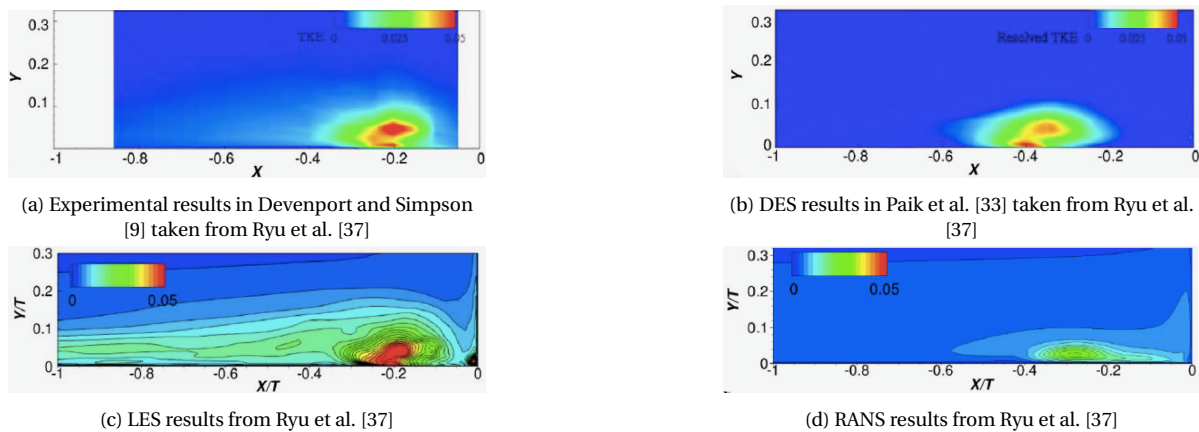 0.3
0.2
0.1
Y
TKE 0 0.025 0.05
-1 -0.8 -0.6 -0.4 -0.2 0
X
(a) Experimental results in Devenport and Simpson
[9] taken from Ryu et al. [37]
0.3
0.2
0.1
0
Y
Resolved TKE 0 0.025 0.05
-1 -0.8 -0.6 -0.4 -0.2 0
X
(b) DES results in Paik et al. [33] taken from Ryu et al.
[37]
0.3
0.2
0.1
0
Y/T
0 0.05
-1 -0.8 -0.6 -0.4 -0.2 0
X/T
(c) LES results from Ryu et al. [37]
0.3
0.2
0.1
0
Y/T
0 0.05
-1 -0.8 -0.6 -0.4 -0.2 0
X/T
(d) RANS results from Ryu et al. [37]